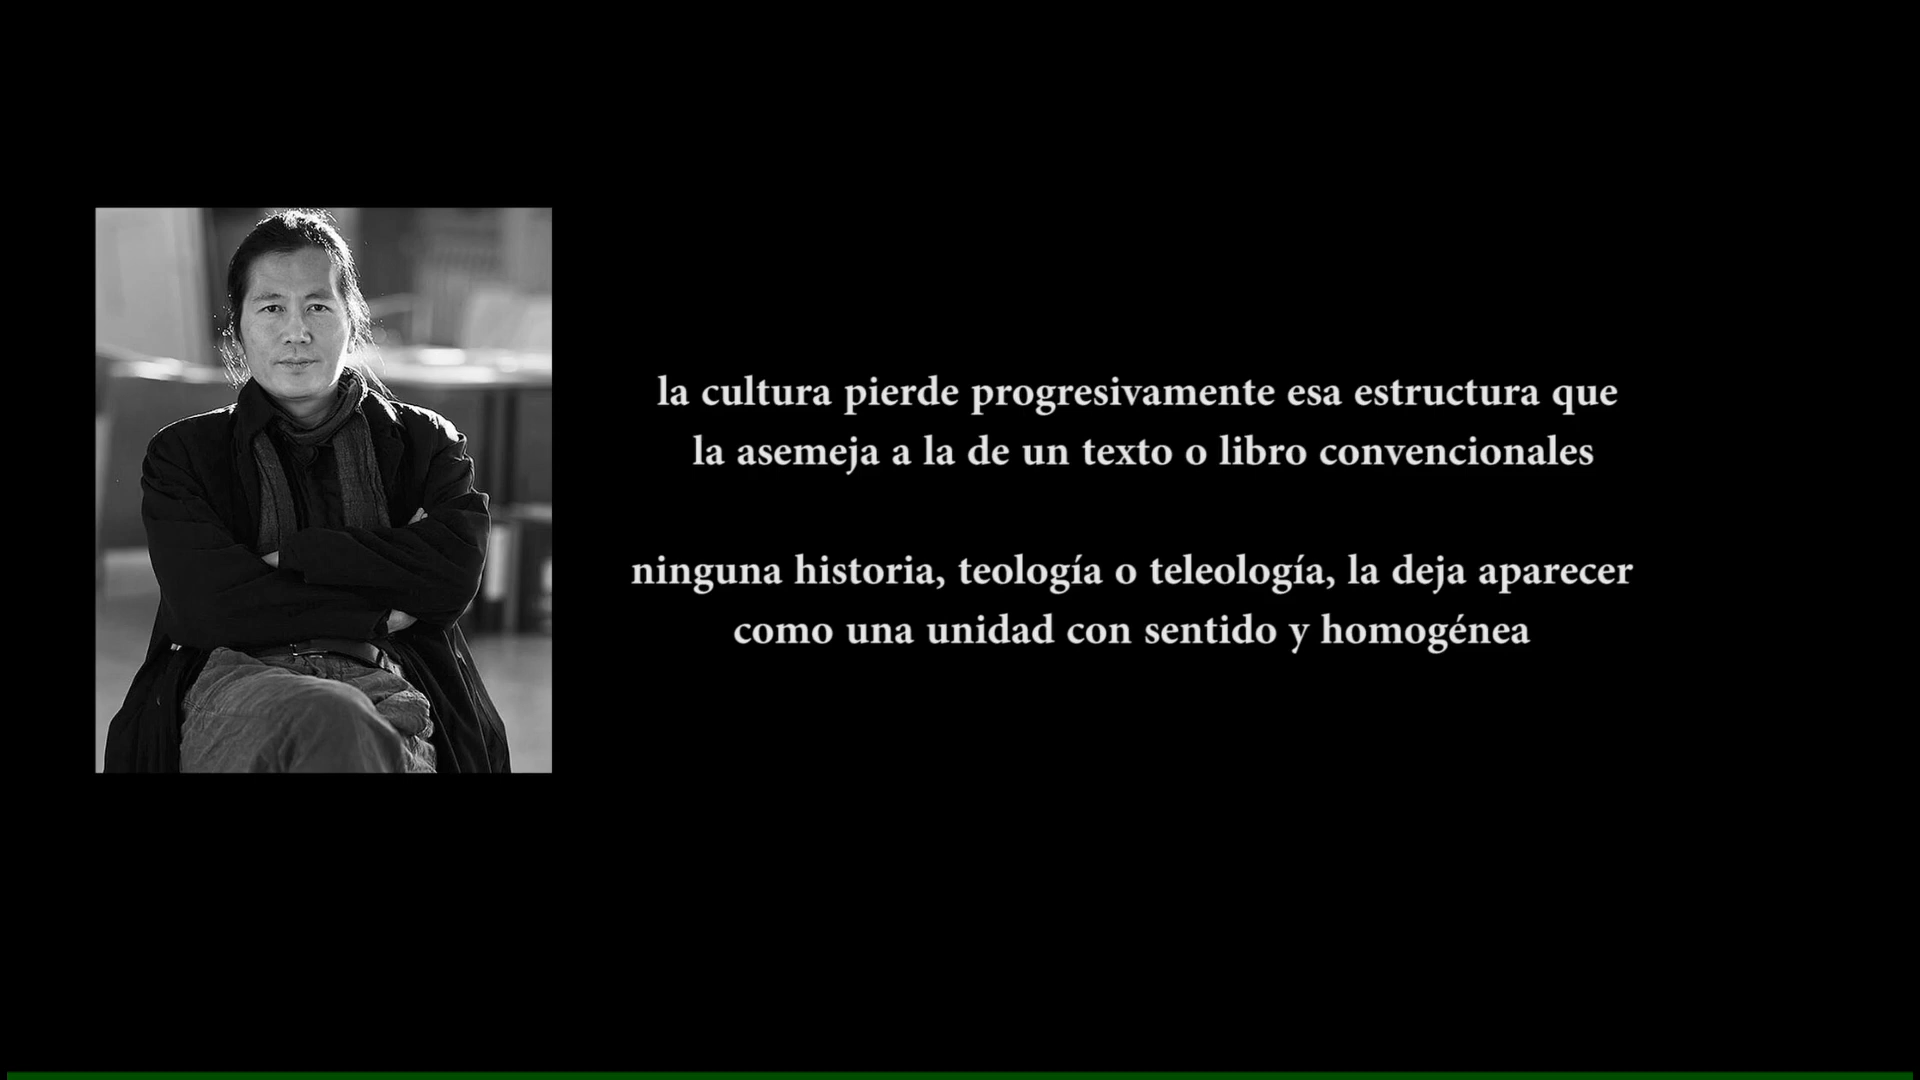 la cultura pierde progresivamente esa estructura que
la asemeja a la de un texto o libro convencionales
ninguna historia, teología o teleología, la deja aparecer
como una unidad con sentido y homogénea